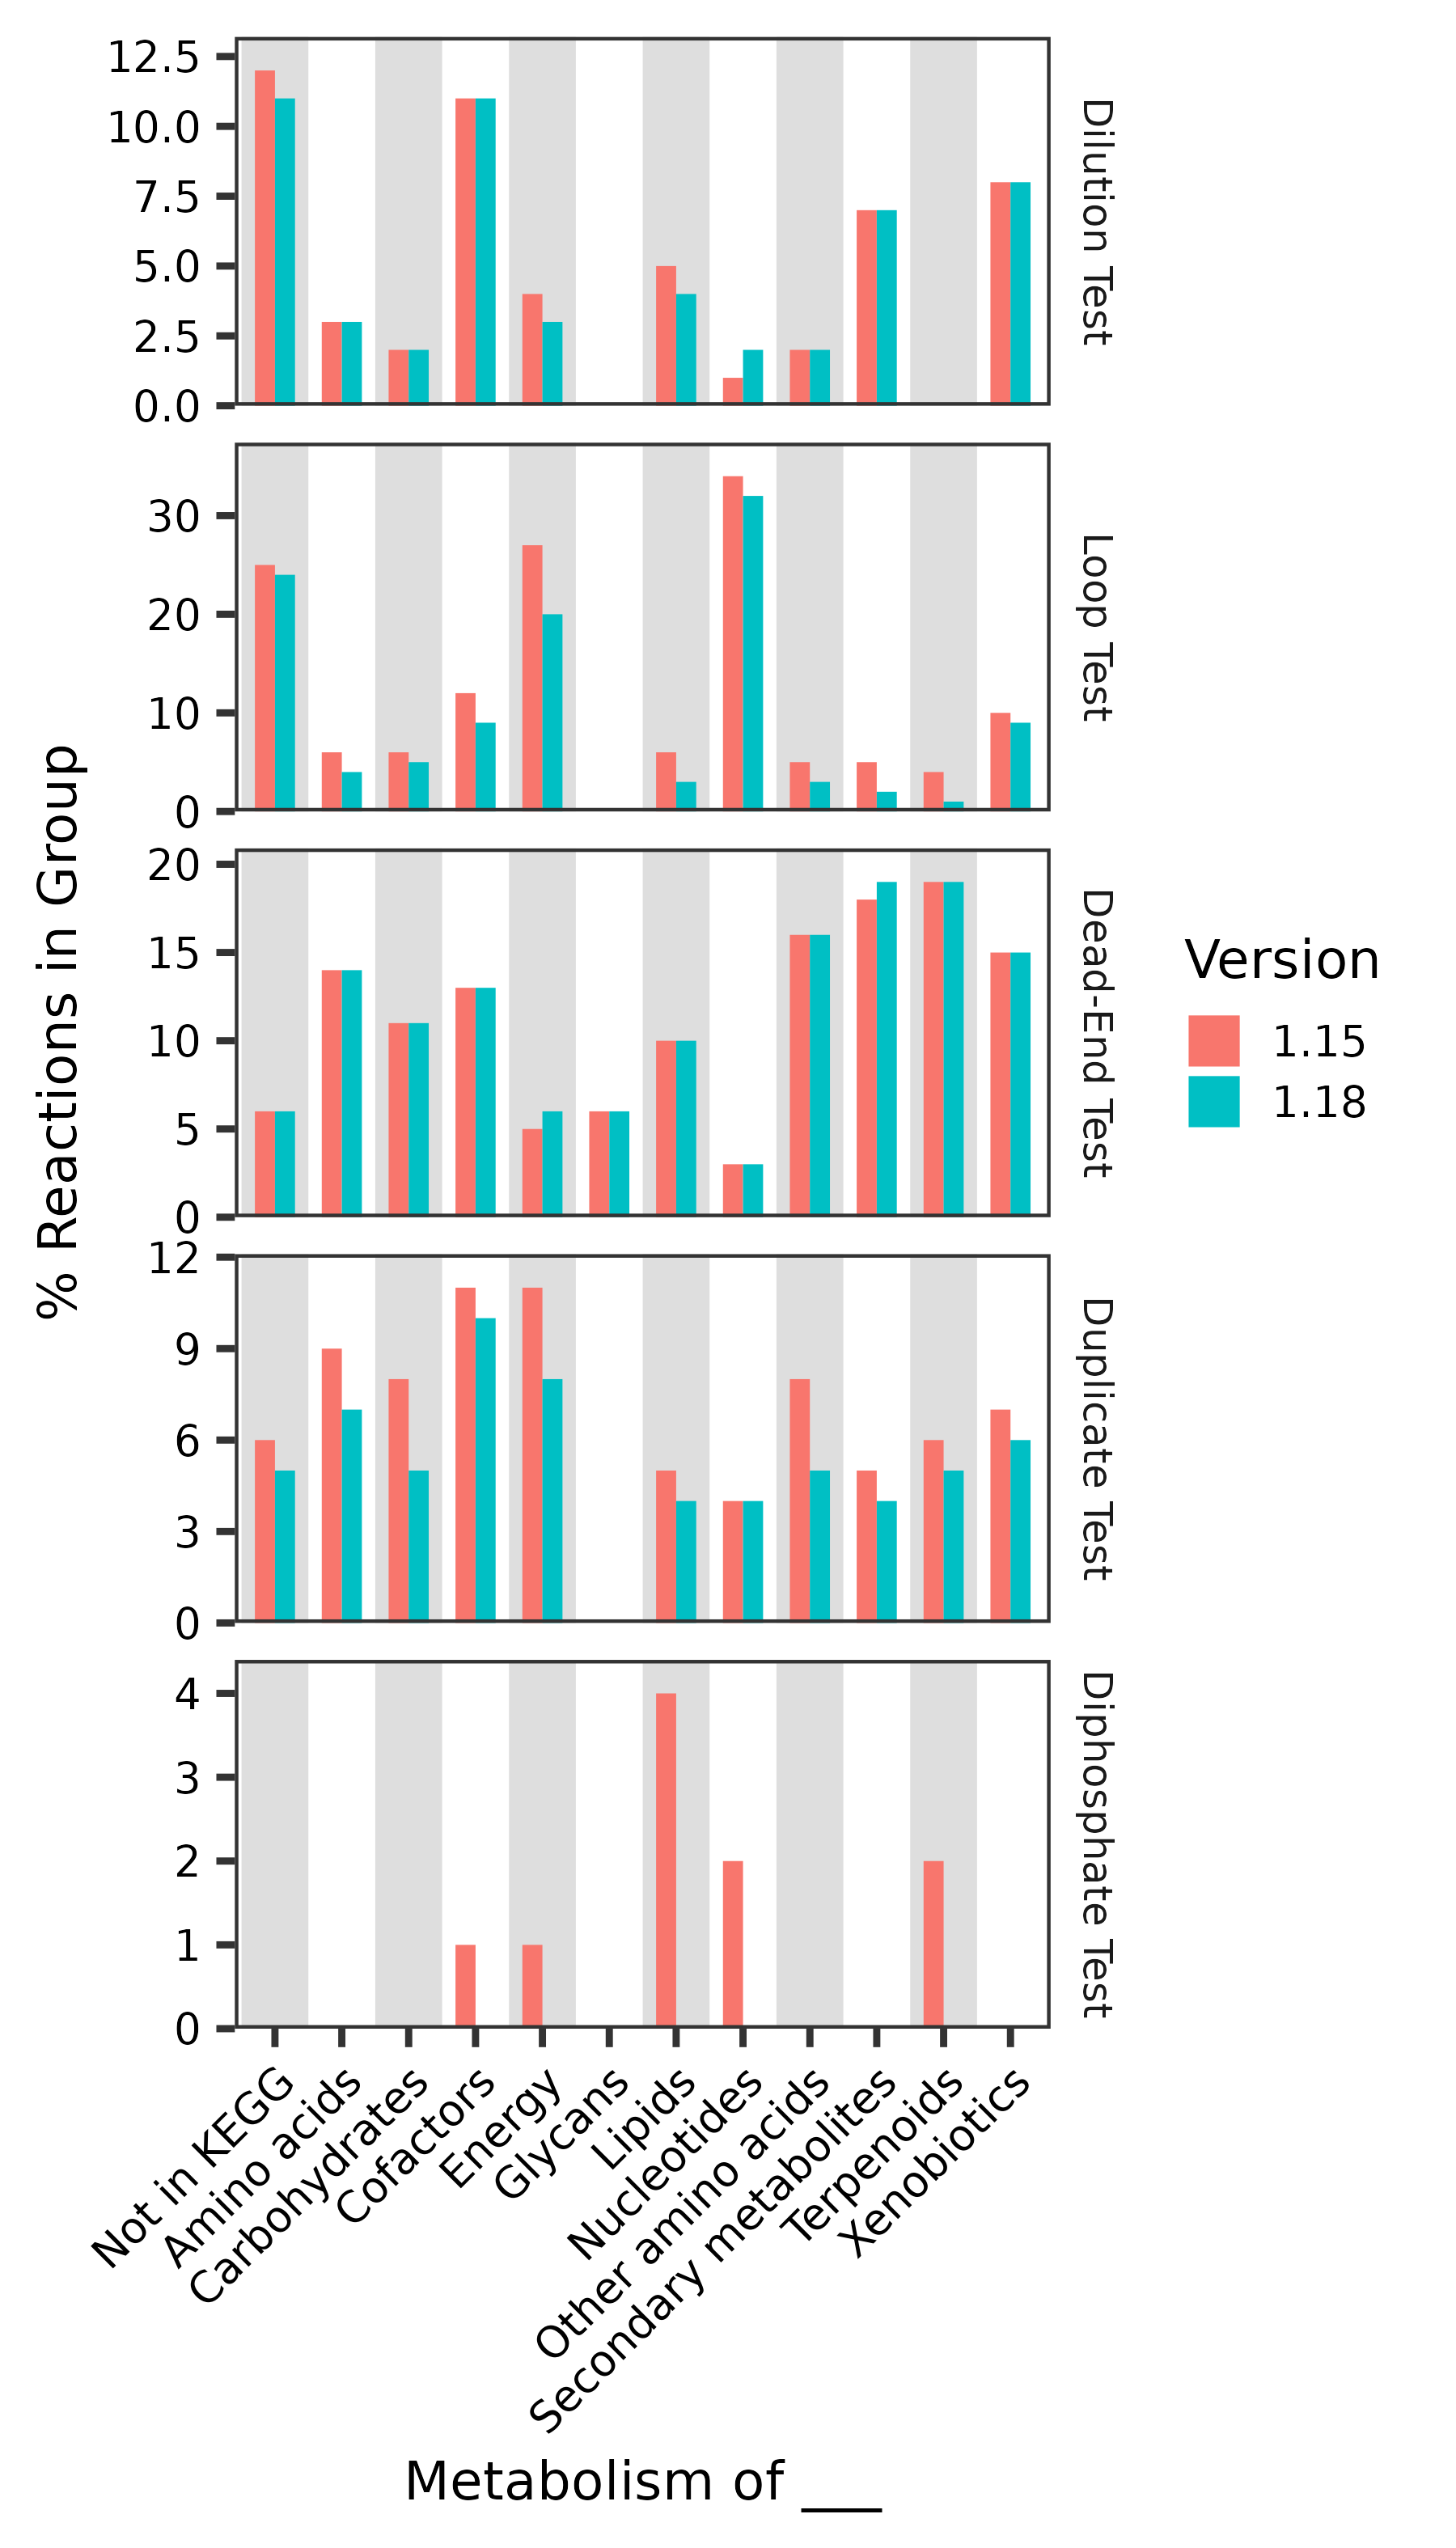 12.5
10.0
7.5
5.0
2.5
0.0
Dilution Test
30
20
10
0
Loop Test
20
15
10
5
0
Dead-End Test
12
9
6
3
0
Duplicate Test
4
3
2
1
0
Diphosphate Test
% Reactions in Group
Not in KEGG
Amino acids
Carbohydrates
Cofactors
Energy
Glycans
Lipids
Nucleotides
Other amino acids
Secondary metabolites
Terpenoids
Xenobiotics
Metabolism of ___
Version
1.15
1.18